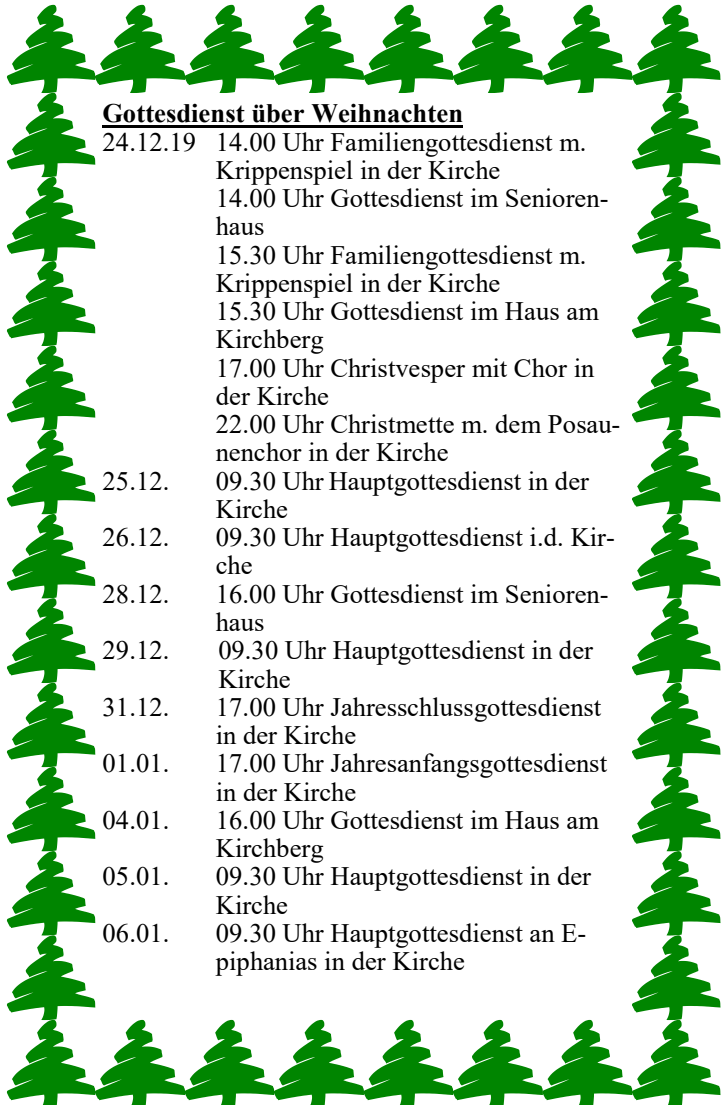 Gottesdienst über Weihnachten
24.12.19 14.00 Uhr Familiengottesdienst m.
Krippenspiel in der Kirche
14.00 Uhr Gottesdienst im Senioren-
haus
15.30 Uhr Familiengottesdienst m.
Krippenspiel in der Kirche
15.30 Uhr Gottesdienst im Haus am
Kirchberg
17.00 Uhr Christvesper mit Chor in
der Kirche
22.00 Uhr Christmette m. dem Posau-
nenchor in der Kirche
25.12. 09.30 Uhr Hauptgottesdienst in der
Kirche
26.12. 09.30 Uhr Hauptgottesdienst i.d. Kir-
che
28.12. 16.00 Uhr Gottesdienst im Senioren-
haus
29.12. 09.30 Uhr Hauptgottesdienst in der
Kirche
31.12. 17.00 Uhr Jahresschlussgottesdienst
in der Kirche
01.01. 17.00 Uhr Jahresanfangsgottesdienst
in der Kirche
04.01. 16.00 Uhr Gottesdienst im Haus am
Kirchberg
05.01. 09.30 Uhr Hauptgottesdienst in der
Kirche
06.01. 09.30 Uhr Hauptgottesdienst an E-
piphanias in der Kirche